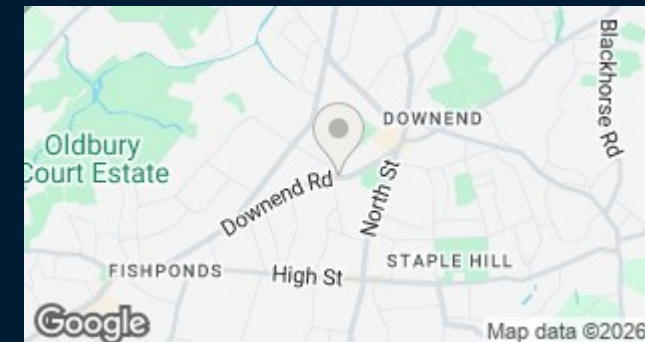 Blackhorse Rd
DOWNEND
Oldbury
Court Estate
Downend Rd
North St
FISHPONDS
High St
STAPLE HILL
Google
Map data ©2026